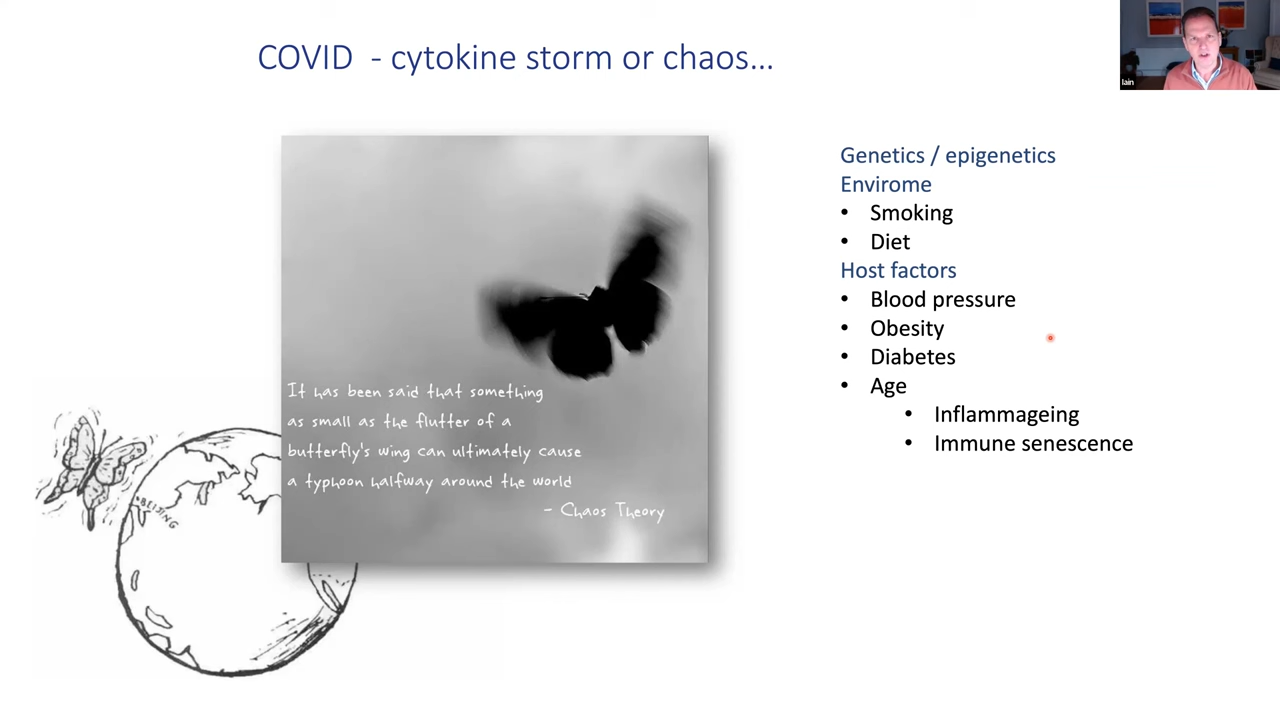 COVID - cytokine storm or chaos...
Iain
Genetics / epigenetics
Envirome
• Smoking
• Diet
Host factors
• Blood pressure
• Obesity
• Diabetes
• Age
• Inflammageing
• Immune senescence
It has been said that something
as small as the flutter of a
butterfly's wing can ultimately cause
a typhoon halfway around the world
- Chaos Theory
BEIJING